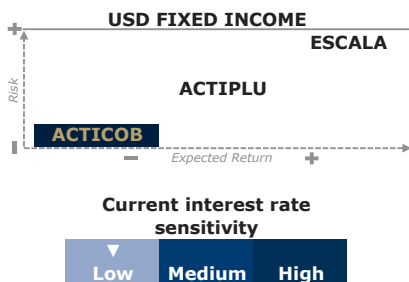 USD FIXED INCOME
+
ESCALA
Risk
ACTIPLU
ACTICOB
− Expected Return +
Current interest rate
sensitivity
▼
Low Medium High